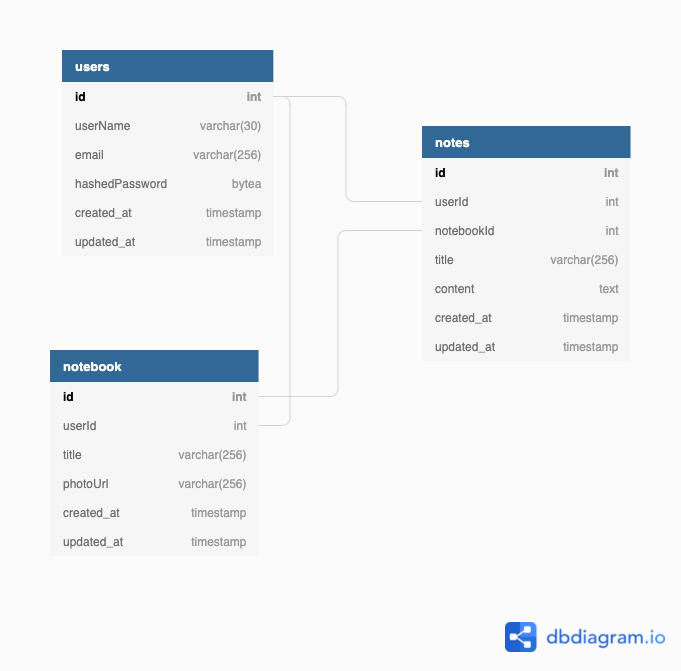 users
id int
userName varchar(30)
email varchar(256)
hashedPassword bytea
created_at timestamp
updated_at timestamp
notes
id int
userId int
notebookId int
title varchar(256)
content text
created_at timestamp
updated_at timestamp
notebook
id int
userId int
title varchar(256)
photoUrl varchar(256)
created_at timestamp
updated_at timestamp
dbdiagram.io